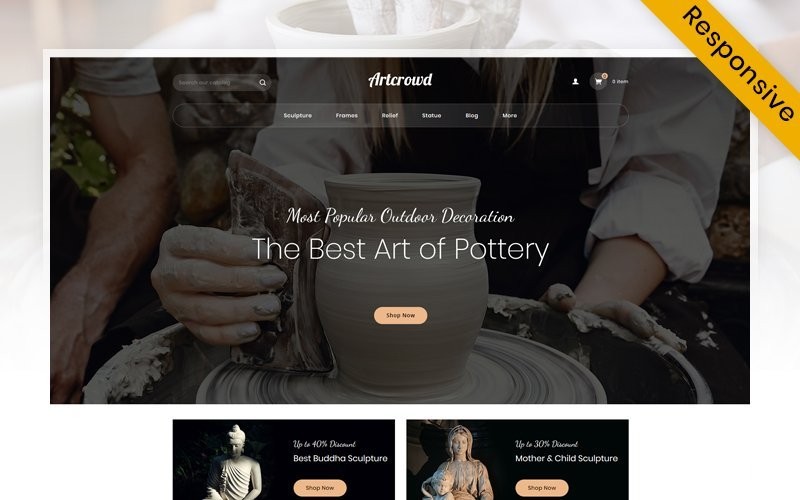 Responsive
Search our catalog
Artcrowd
0
0 item
Sculpture Frames Relief Statue Blog More
Most Popular Outdoor Decoration
The Best Art of Pottery
Shop Now
Up to 40% Discount
Best Buddha Sculpture
Shop Now
Up to 30% Discount
Mother & Child Sculpture
Shop Now